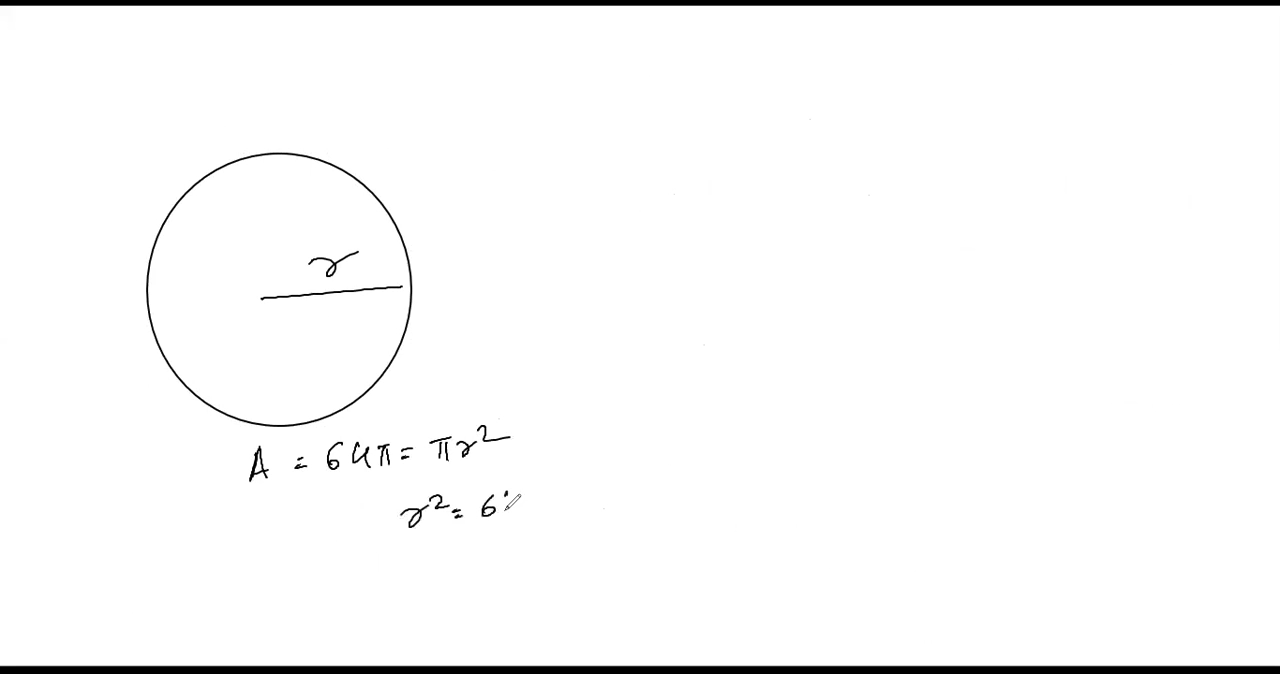 r
A = 64π = πr²
r² = 6